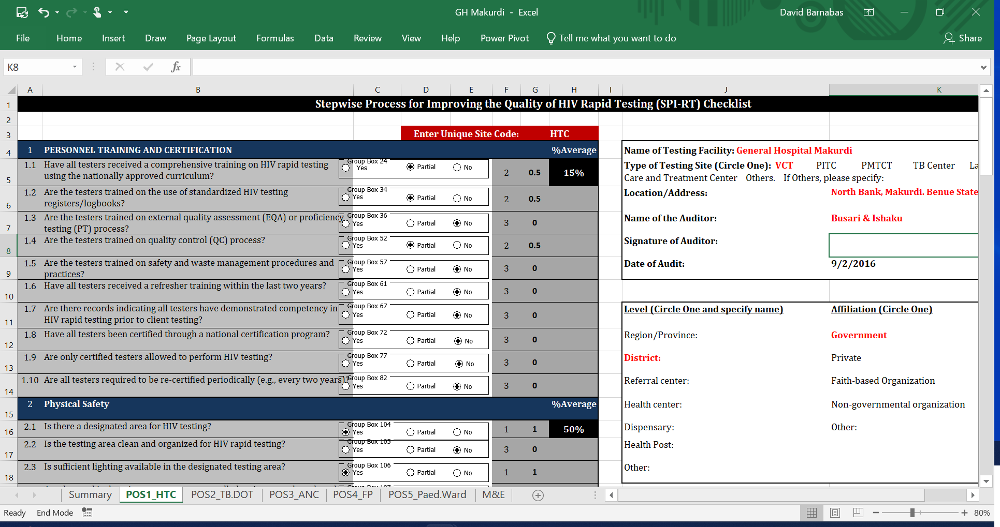 GH Makurdi - Excel
David Barnabas
File Home Insert Draw Page Layout Formulas Data Review View Help Power Pivot Tell me what you want to do Share
K8 fx
A B C D E F G H I J K
1 Stepwise Process for Improving the Quality of HIV Rapid Testing (SPI-RT) Checklist
2
3 Enter Unique Site Code: HTC
4 1 PERSONNEL TRAINING AND CERTIFICATION %Average
5 1.1 Have all testers received a comprehensive training on HIV rapid testing
using the nationally approved curriculum?
Group Box 24
Yes Partial No 2 0.5 15%
6 1.2 Are the testers trained on the use of standardized HIV testing
registers/logbooks?
Group Box 34
Yes Partial No 2 0.5
7 1.3 Are the testers trained on external quality assessment (EQA) or proficiency
testing (PT) process?
Group Box 36
Yes Partial No 3 0
8 1.4 Are the testers trained on quality control (QC) process?
Group Box 52
Yes Partial No 2 0.5
9 1.5 Are the testers trained on safety and waste management procedures and
practices?
Group Box 57
Yes Partial No 3 0
10 1.6 Have all testers received a refresher training within the last two years?
Group Box 61
Yes Partial No 3 0
11 1.7 Are there records indicating all testers have demonstrated competency in
HIV rapid testing prior to client testing?
Group Box 67
Yes Partial No 3 0
12 1.8 Have all testers been certified through a national certification program?
Group Box 72
Yes Partial No 3 0
13 1.9 Are only certified testers allowed to perform HIV testing?
Group Box 77
Yes Partial No 3 0
14 1.10 Are all testers required to be re-certified periodically (e.g., every two years)?
Group Box 82
Yes Partial No 3 0
15 2 Physical Safety %Average
16 2.1 Is there a designated area for HIV testing?
Group Box 104
Yes Partial No 1 1 50%
17 2.2 Is the testing area clean and organized for HIV rapid testing?
Group Box 105
Yes Partial No 3 0
18 2.3 Is sufficient lighting available in the designated testing area?
Group Box 106
Yes Partial No 1 1
Name of Testing Facility: General Hospital Makurdi
Type of Testing Site (Circle One): VCT PITC PMTCT TB Center La
Care and Treatment Center Others. If Others, please specify:
Location/Address: North Bank, Makurdi. Benue State
Name of the Auditor: Busari & Ishaku
Signature of Auditor:
Date of Audit: 9/2/2016
Level (Circle One and specify name) Affiliation (Circle One)
Region/Province: Government
District: Private
Referral center: Faith-based Organization
Health center: Non-governmental organization
Dispensary: Other:
Health Post:
Other:
Summary POS1_HTC POS2_TB.DOT POS3_ANC POS4_FP POS5_Paed.Ward M&E
Ready End Mode 80%